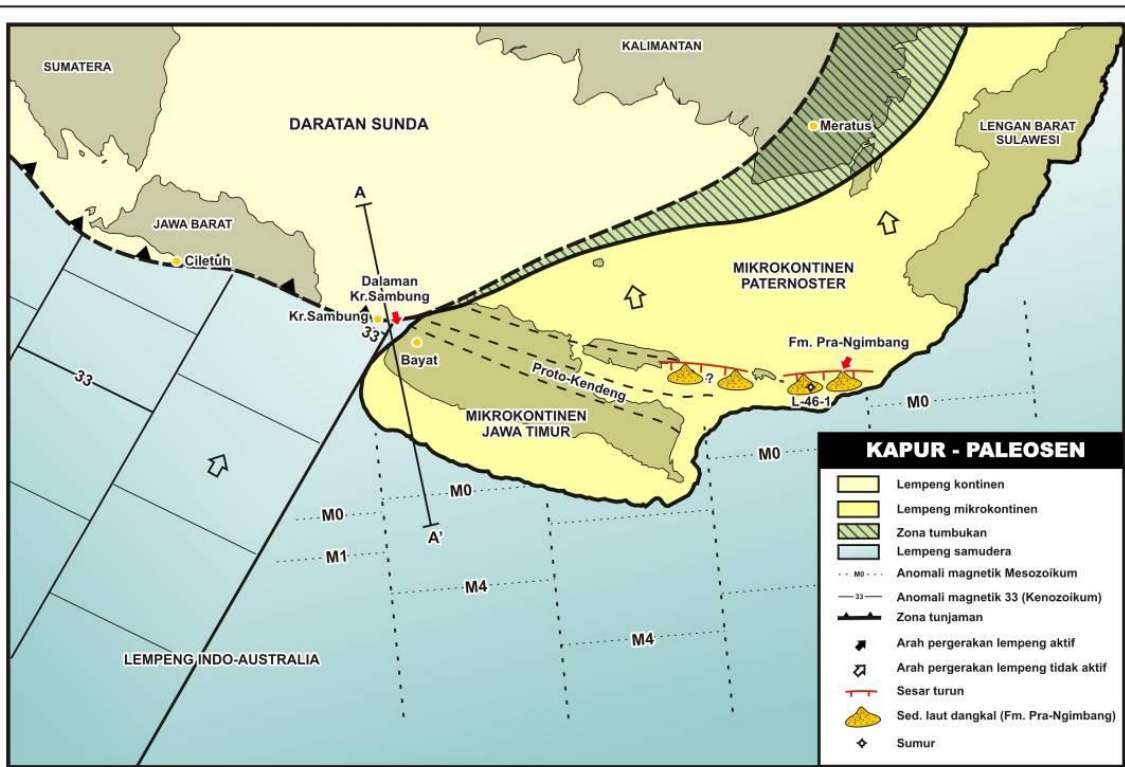 SUMATERA
KALIMANTAN
DARATAN SUNDA
Meratus
LENGAN BARAT
SULAWESI
A
JAWA BARAT
Ciletuh
Dalaman
Kr.Sambung
Kr.Sambung
33
Bayat
MIKROKONTINEN
PATERNOSTER
Fm. Pra-Ngimbang
33
Proto-Kendeng
?
L-46-1
M0
MIKROKONTINEN
JAWA TIMUR
M0
M0
M0
A'
M1
M4
M4
LEMPENG INDO-AUSTRALIA
KAPUR - PALEOSEN
Lempeng kontinen
Lempeng mikrokontinen
Zona tumbukan
Lempeng samudera
M0 Anomali magnetik Mesozoikum
33 Anomali magnetik 33 (Kenozoikum)
Zona tunjaman
Arah pergerakan lempeng aktif
Arah pergerakan lempeng tidak aktif
Sesar turun
Sed. laut dangkal (Fm. Pra-Ngimbang)
Sumur